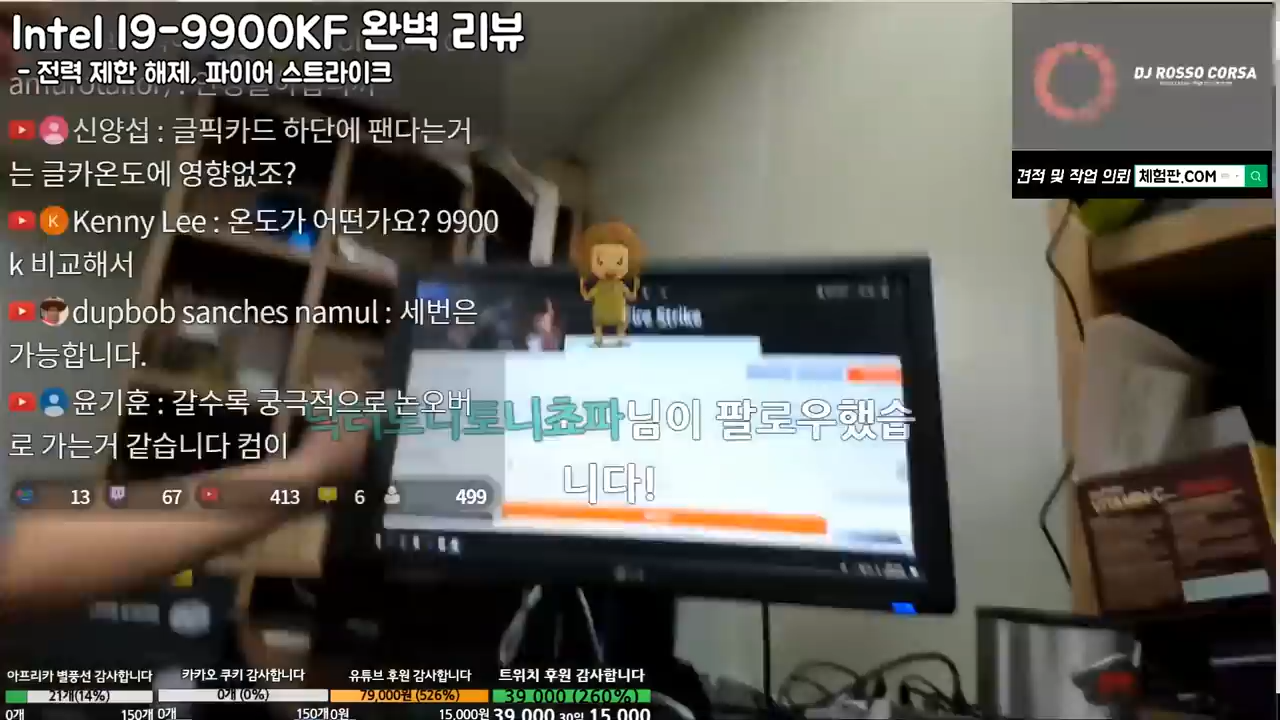 Intel I9-9900KF 완벽 리뷰
- 전력 제한 해제, 파이어 스트라이크
신양섭 : 글픽카드 하단에 팬다는거
는 글카온도에 영향없조?
Kenny Lee : 온도가 어떤가요? 9900
k 비교해서
dupbob sanches namul : 세번은
가능합니다.
윤기훈 : 갈수록 궁극적으로 논오버
로 가는거 같습니다 컴이
13 67 413 6 499
DJ ROSSO CORSA
견적 및 작업 의뢰 체험판.COM
Fire Strike
님이 팔로우했습
니다!
VITAMIN-C
아프리카 별풍선 감사합니다
21개(14%)
0개 150개
카카오 쿠키 감사합니다
0개 (0%)
0개 150개
유튜브 후원 감사합니다
79,000원 (526%)
0원 15,000원
트위치 후원 감사합니다
39,000 (260%)
39,000 30일 15,000